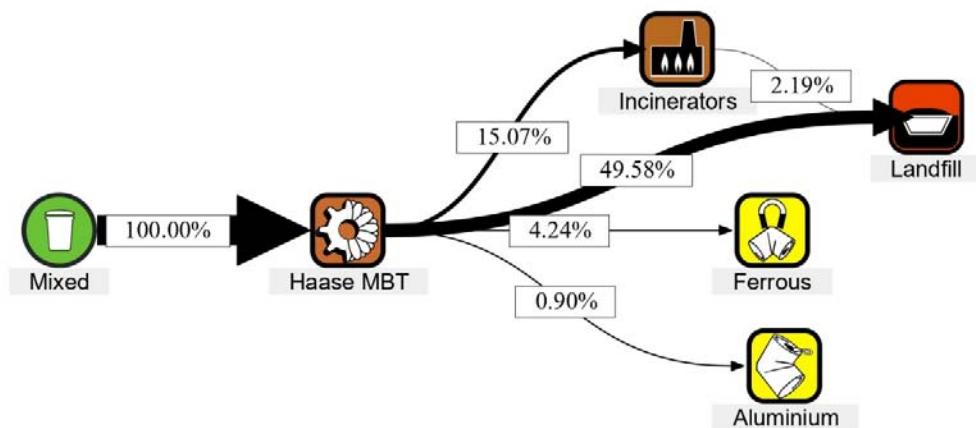 Incinerators
2.19%
Landfill
15.07%
49.58%
Mixed
100.00%
Haase MBT
4.24%
Ferrous
0.90%
Aluminium